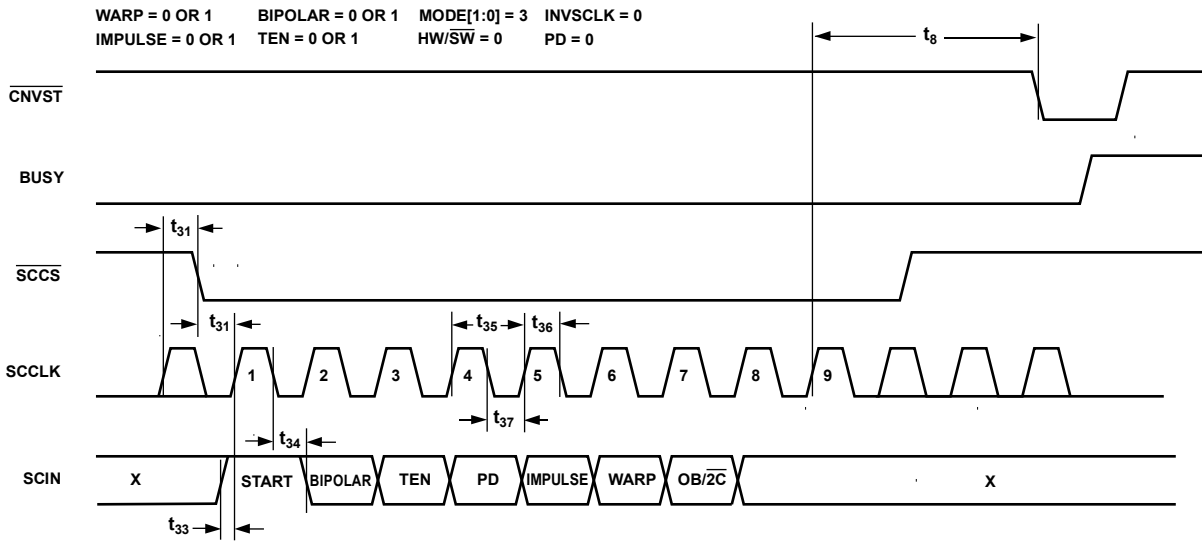 WARP = 0 OR 1 BIPOLAR = 0 OR 1 MODE[1:0] = 3 INVSCLK = 0
IMPULSE = 0 OR 1 TEN = 0 OR 1 HW/SW = 0 PD = 0
t8
CNVST
BUSY
t31
SCCS
t31 t35 t36
SCCLK 1 2 3 4 5 6 7 8 9
t34 t37
SCIN X START BIPOLAR TEN PD IMPULSE WARP OB/2C X
t33